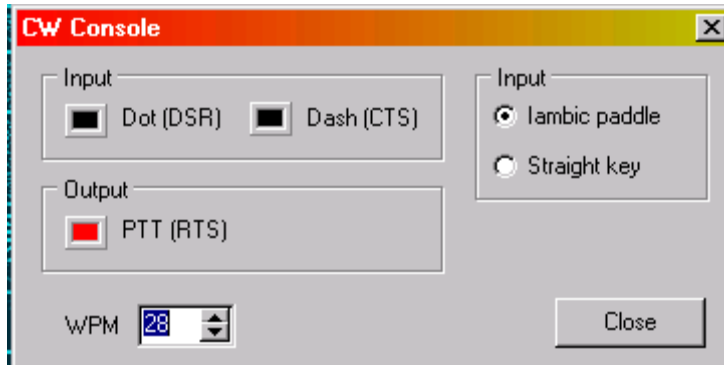 CW Console
Input
Dot (DSR) Dash (CTS)
Output
PTT (RTS)
WPM 28
Input
Iambic paddle
Straight key
Close